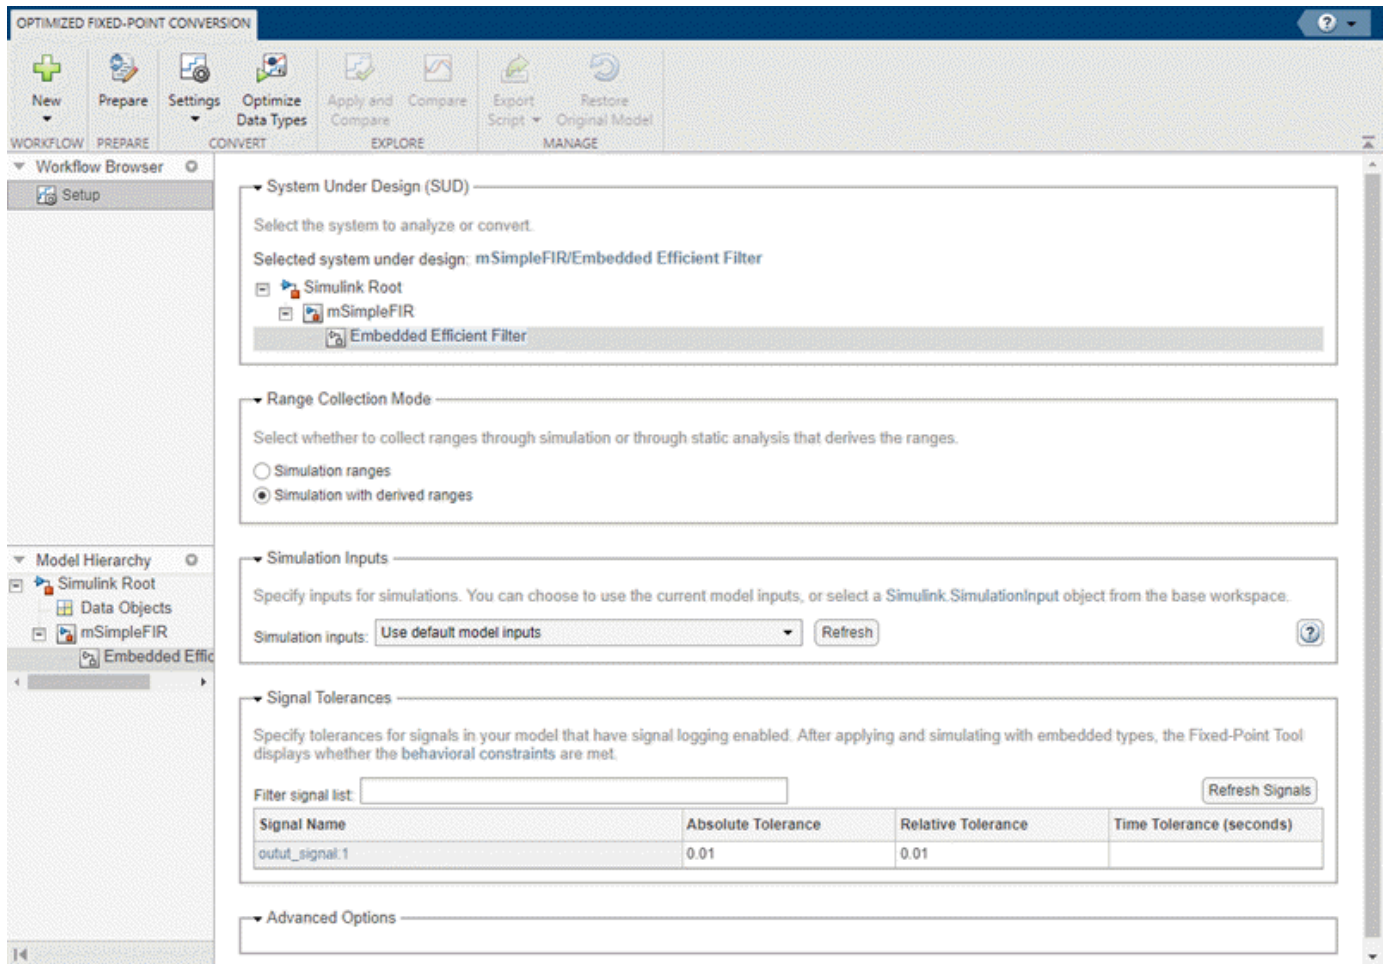 OPTIMIZED FIXED-POINT CONVERSION
New
Prepare
Settings
Optimize
Data Types
Apply and
Compare
Compare
Export
Script
Restore
Original Model
WORKFLOW
PREPARE
CONVERT
EXPLORE
MANAGE
Workflow Browser
Setup
Model Hierarchy
Simulink Root
Data Objects
mSimpleFIR
Embedded Effic
System Under Design (SUD)
Select the system to analyze or convert.
Selected system under design: mSimpleFIR/Embedded Efficient Filter
Simulink Root
mSimpleFIR
Embedded Efficient Filter
Range Collection Mode
Select whether to collect ranges through simulation or through static analysis that derives the ranges.
Simulation ranges
Simulation with derived ranges
Simulation Inputs
Specify inputs for simulations. You can choose to use the current model inputs, or select a Simulink.SimulationInput object from the base workspace.
Simulation inputs: Use default model inputs Refresh ?
Signal Tolerances
Specify tolerances for signals in your model that have signal logging enabled. After applying and simulating with embedded types, the Fixed-Point Tool
displays whether the behavioral constraints are met.
Filter signal list: Refresh Signals
Signal Name Absolute Tolerance Relative Tolerance Time Tolerance (seconds)
outut_signal:1 0.01 0.01
Advanced Options